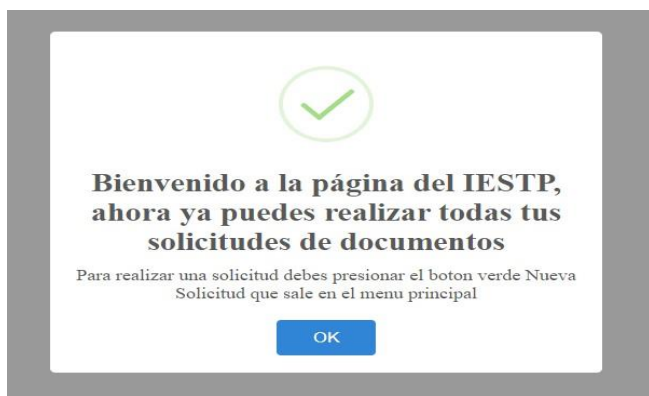 Bienvenido a la página del IESTP,
ahora ya puedes realizar todas tus
solicitudes de documentos
Para realizar una solicitud debes presionar el boton verde Nueva
Solicitud que sale en el menu principal
OK